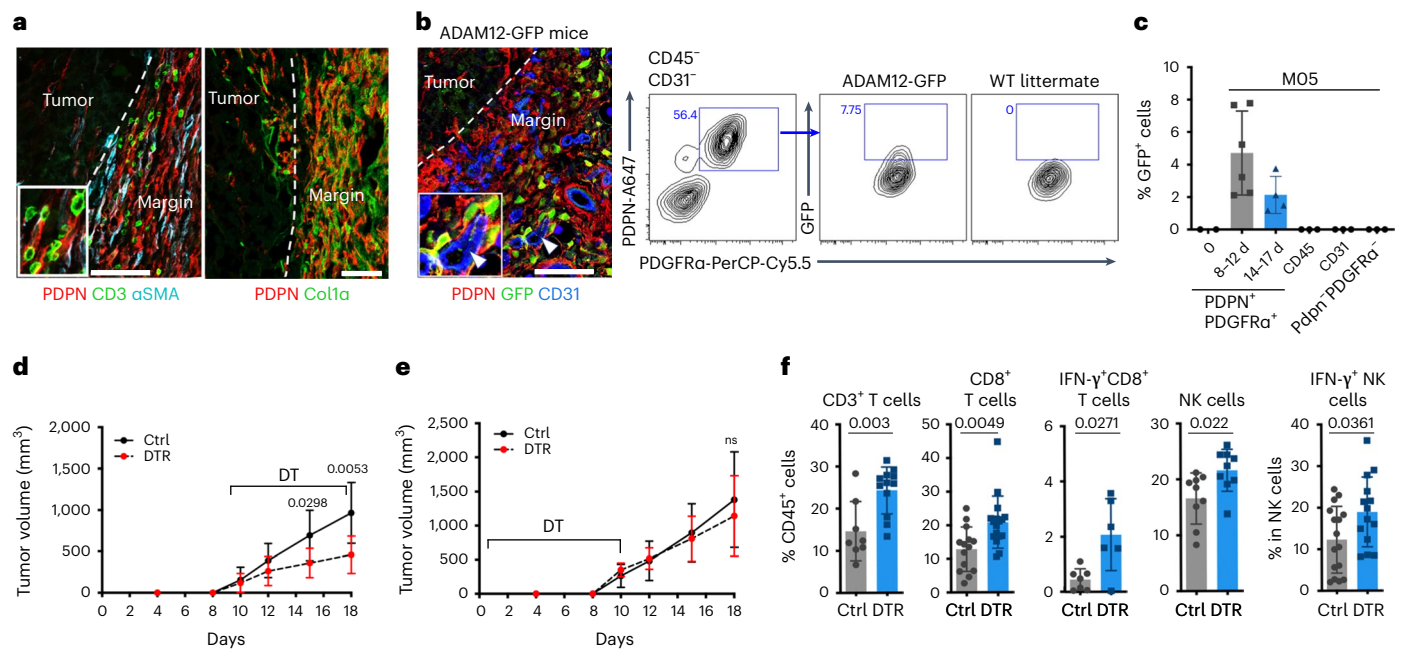 a
Tumor
Margin
PDPN CD3 αSMA
Tumor
Margin
PDPN Col1α
b
ADAM12-GFP mice
Tumor
Margin
PDPN GFP CD31
CD45⁻
CD31⁻
56.4
PDPN-A647
PDGFRα-PerCP-Cy5.5
ADAM12-GFP
7.75
GFP
WT littermate
0
c
MO5
% GFP⁺ cells
10
8
6
4
2
0
0
8–12 d
14–17 d
CD45⁻
CD31⁻
Pdpn⁻PDGFRα⁻
PDPN⁺
PDGFRα⁺
d
Tumor volume (mm³)
2,000
1,500
1,000
500
0
Ctrl
DTR
DT
0.0298
0.0053
0 2 4 6 8 10 12 14 16 18
Days
e
Tumor volume (mm³)
2,500
2,000
1,500
1,000
500
0
Ctrl
DTR
DT
ns
0 2 4 6 8 10 12 14 16 18
Days
f
CD3⁺ T cells
0.003
% CD45⁺ cells
40
30
20
10
0
Ctrl DTR
CD8⁺
T cells
0.0049
50
40
30
20
10
0
Ctrl DTR
IFN-γ⁺CD8⁺
T cells
0.0271
6
4
2
0
Ctrl DTR
NK cells
0.022
30
20
10
0
Ctrl DTR
IFN-γ⁺ NK
cells
0.0361
% in NK cells
40
30
20
10
0
Ctrl DTR